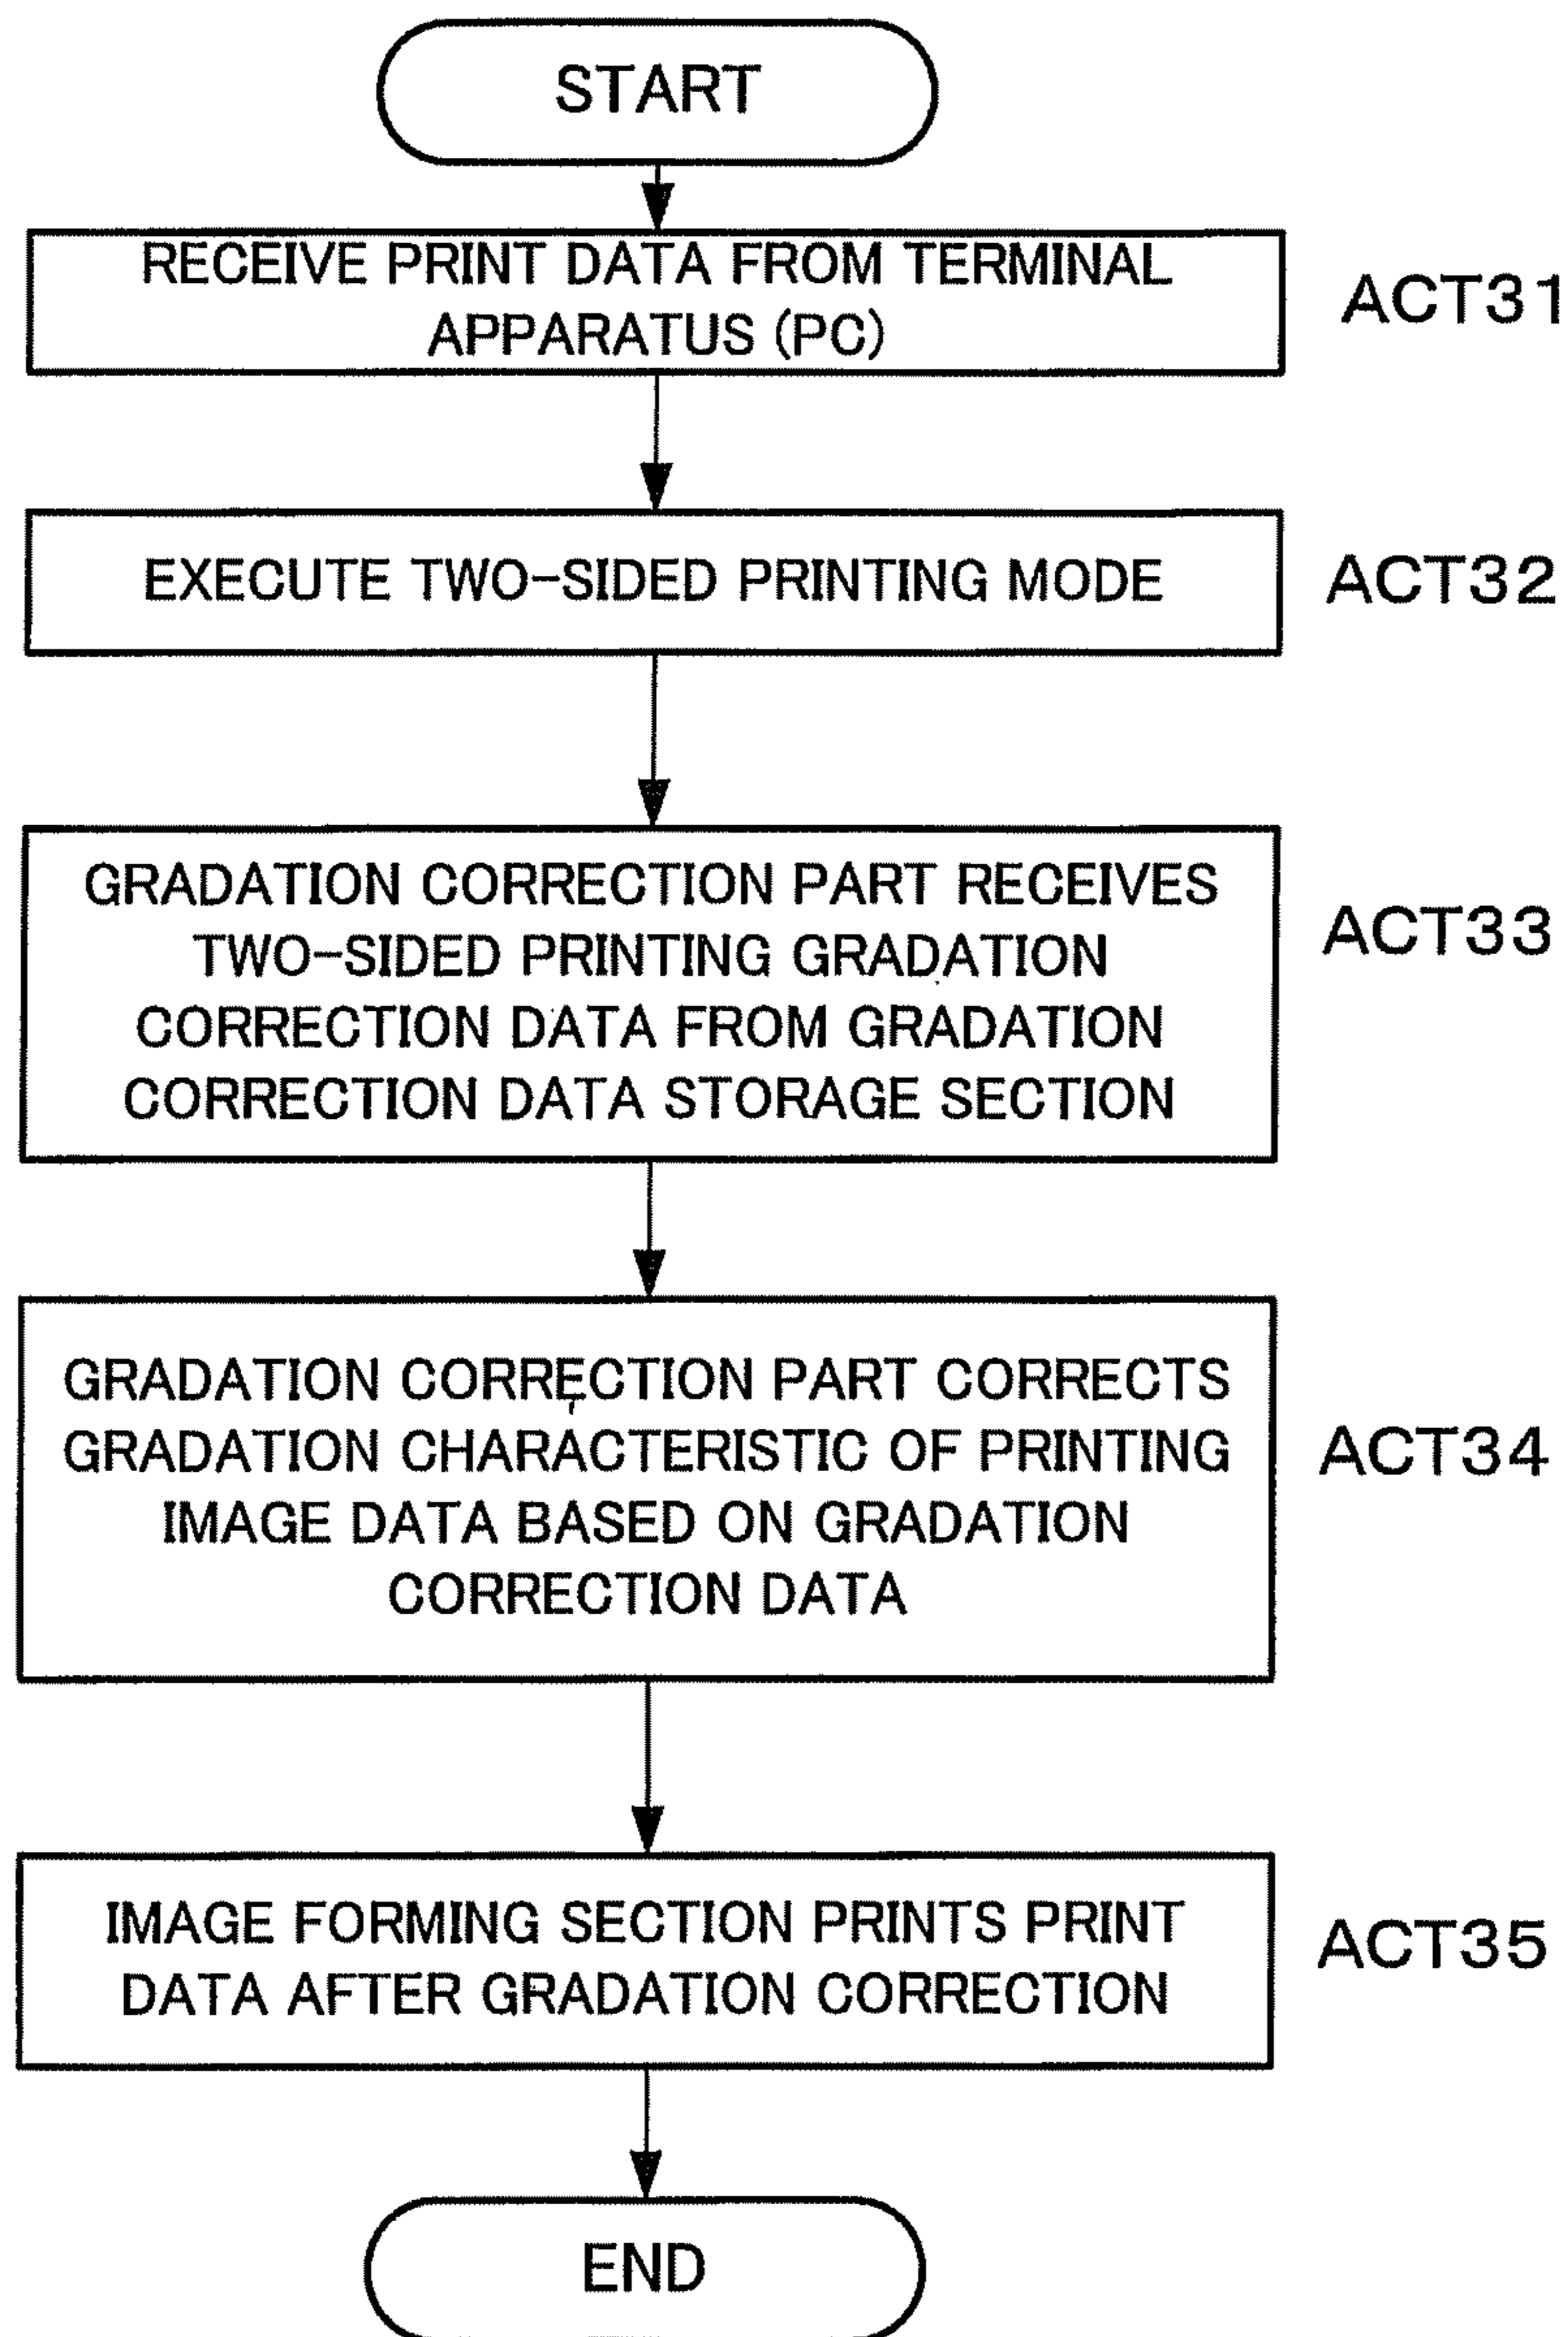 START
RECEIVE PRINT DATA FROM TERMINAL
APPARATUS (PC)
ACT31
EXECUTE TWO-SIDED PRINTING MODE
ACT32
GRADATION CORRECTION PART RECEIVES
TWO-SIDED PRINTING GRADATION
CORRECTION DATA FROM GRADATION
CORRECTION DATA STORAGE SECTION
ACT33
GRADATION CORRECTION PART CORRECTS
GRADATION CHARACTERISTIC OF PRINTING
IMAGE DATA BASED ON GRADATION
CORRECTION DATA
ACT34
IMAGE FORMING SECTION PRINTS PRINT
DATA AFTER GRADATION CORRECTION
ACT35
END